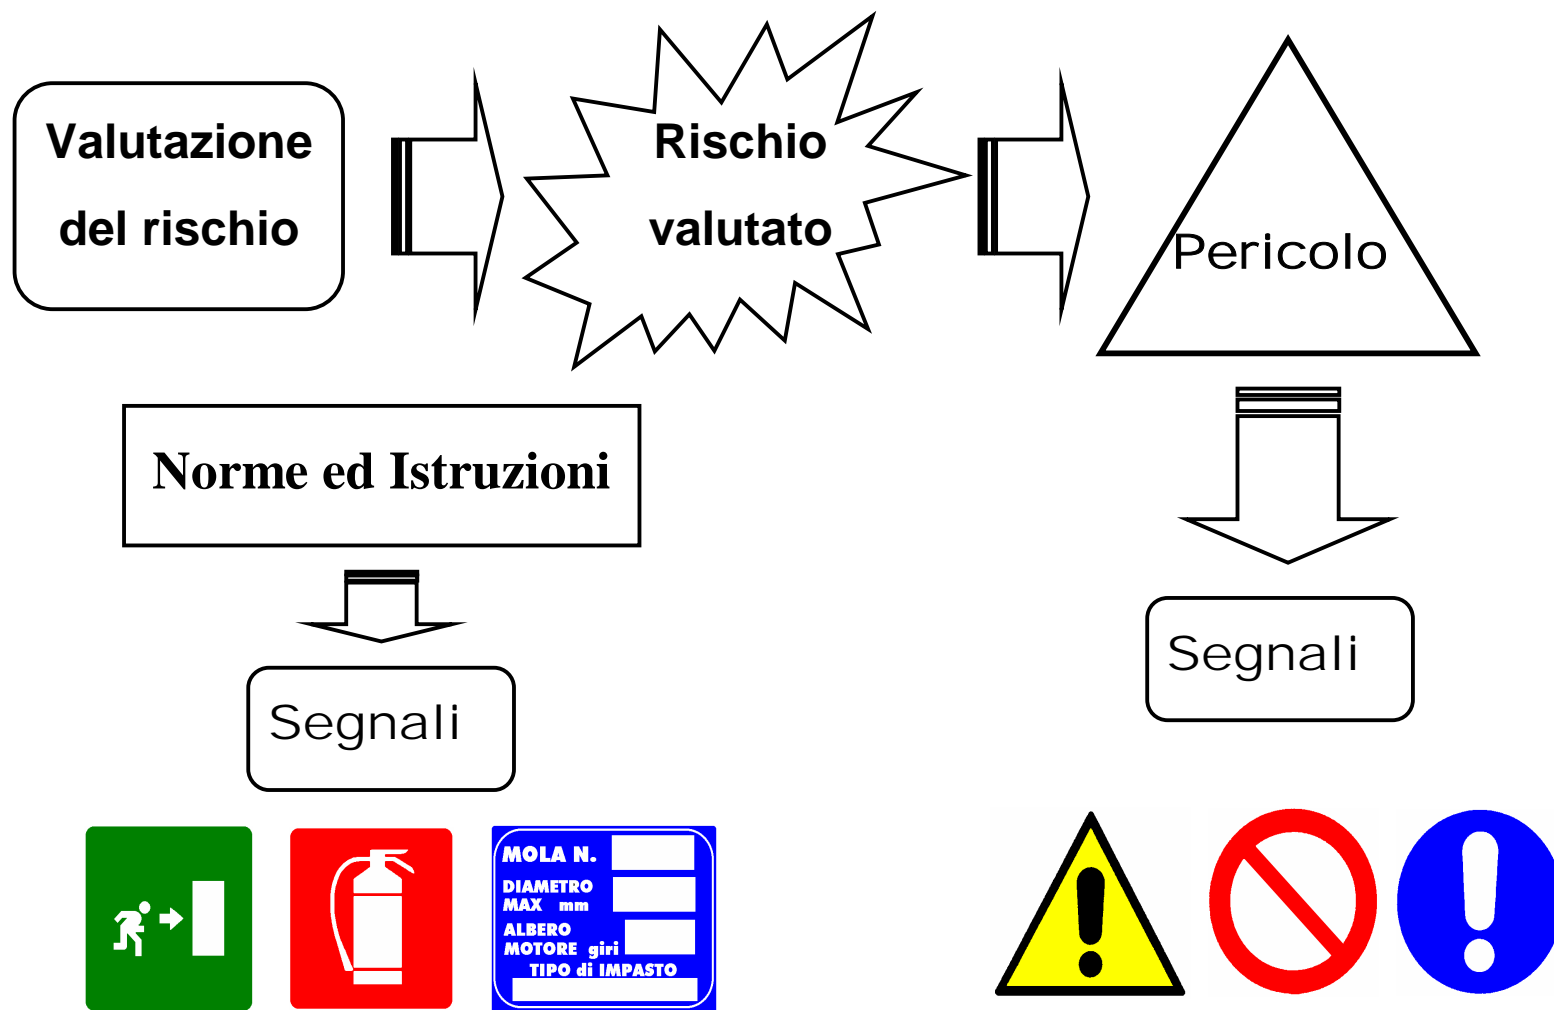 Valutazione
del rischio
Rischio
valutato
Pericolo
Norme ed Istruzioni
Segnali
Segnali
MOLA N.
DIAMETRO
MAX mm
ALBERO
MOTORE giri
TIPO di IMPASTO